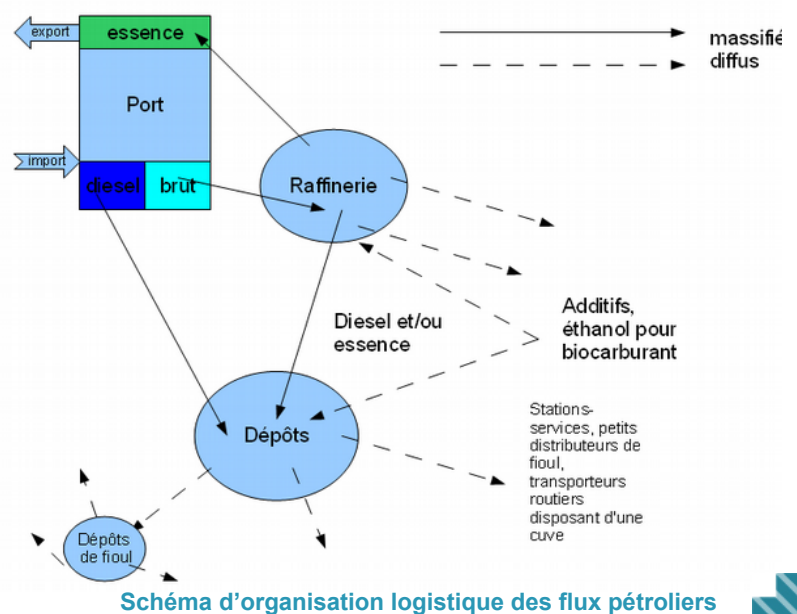 export
essence
massifié
diffus
Port
import
diesel
brut
Raffinerie
Diesel et/ou
essence
Additifs,
éthanol pour
biocarburant
Dépôts
Stations-
services, petits
distributeurs de
fioul,
transporteurs
routiers
disposant d'une
cuve
Dépôts
de fioul
Schéma d'organisation logistique des flux pétroliers